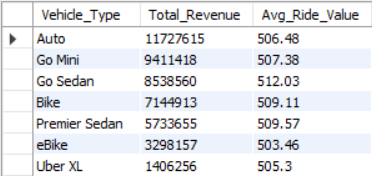 Vehicle_Type Total_Revenue Avg_Ride_Value
Auto 11727615 506.48
Go Mini 9411418 507.38
Go Sedan 8538560 512.03
Bike 7144913 509.11
Premier Sedan 5733655 509.57
eBike 3298157 503.46
Uber XL 1406256 505.3